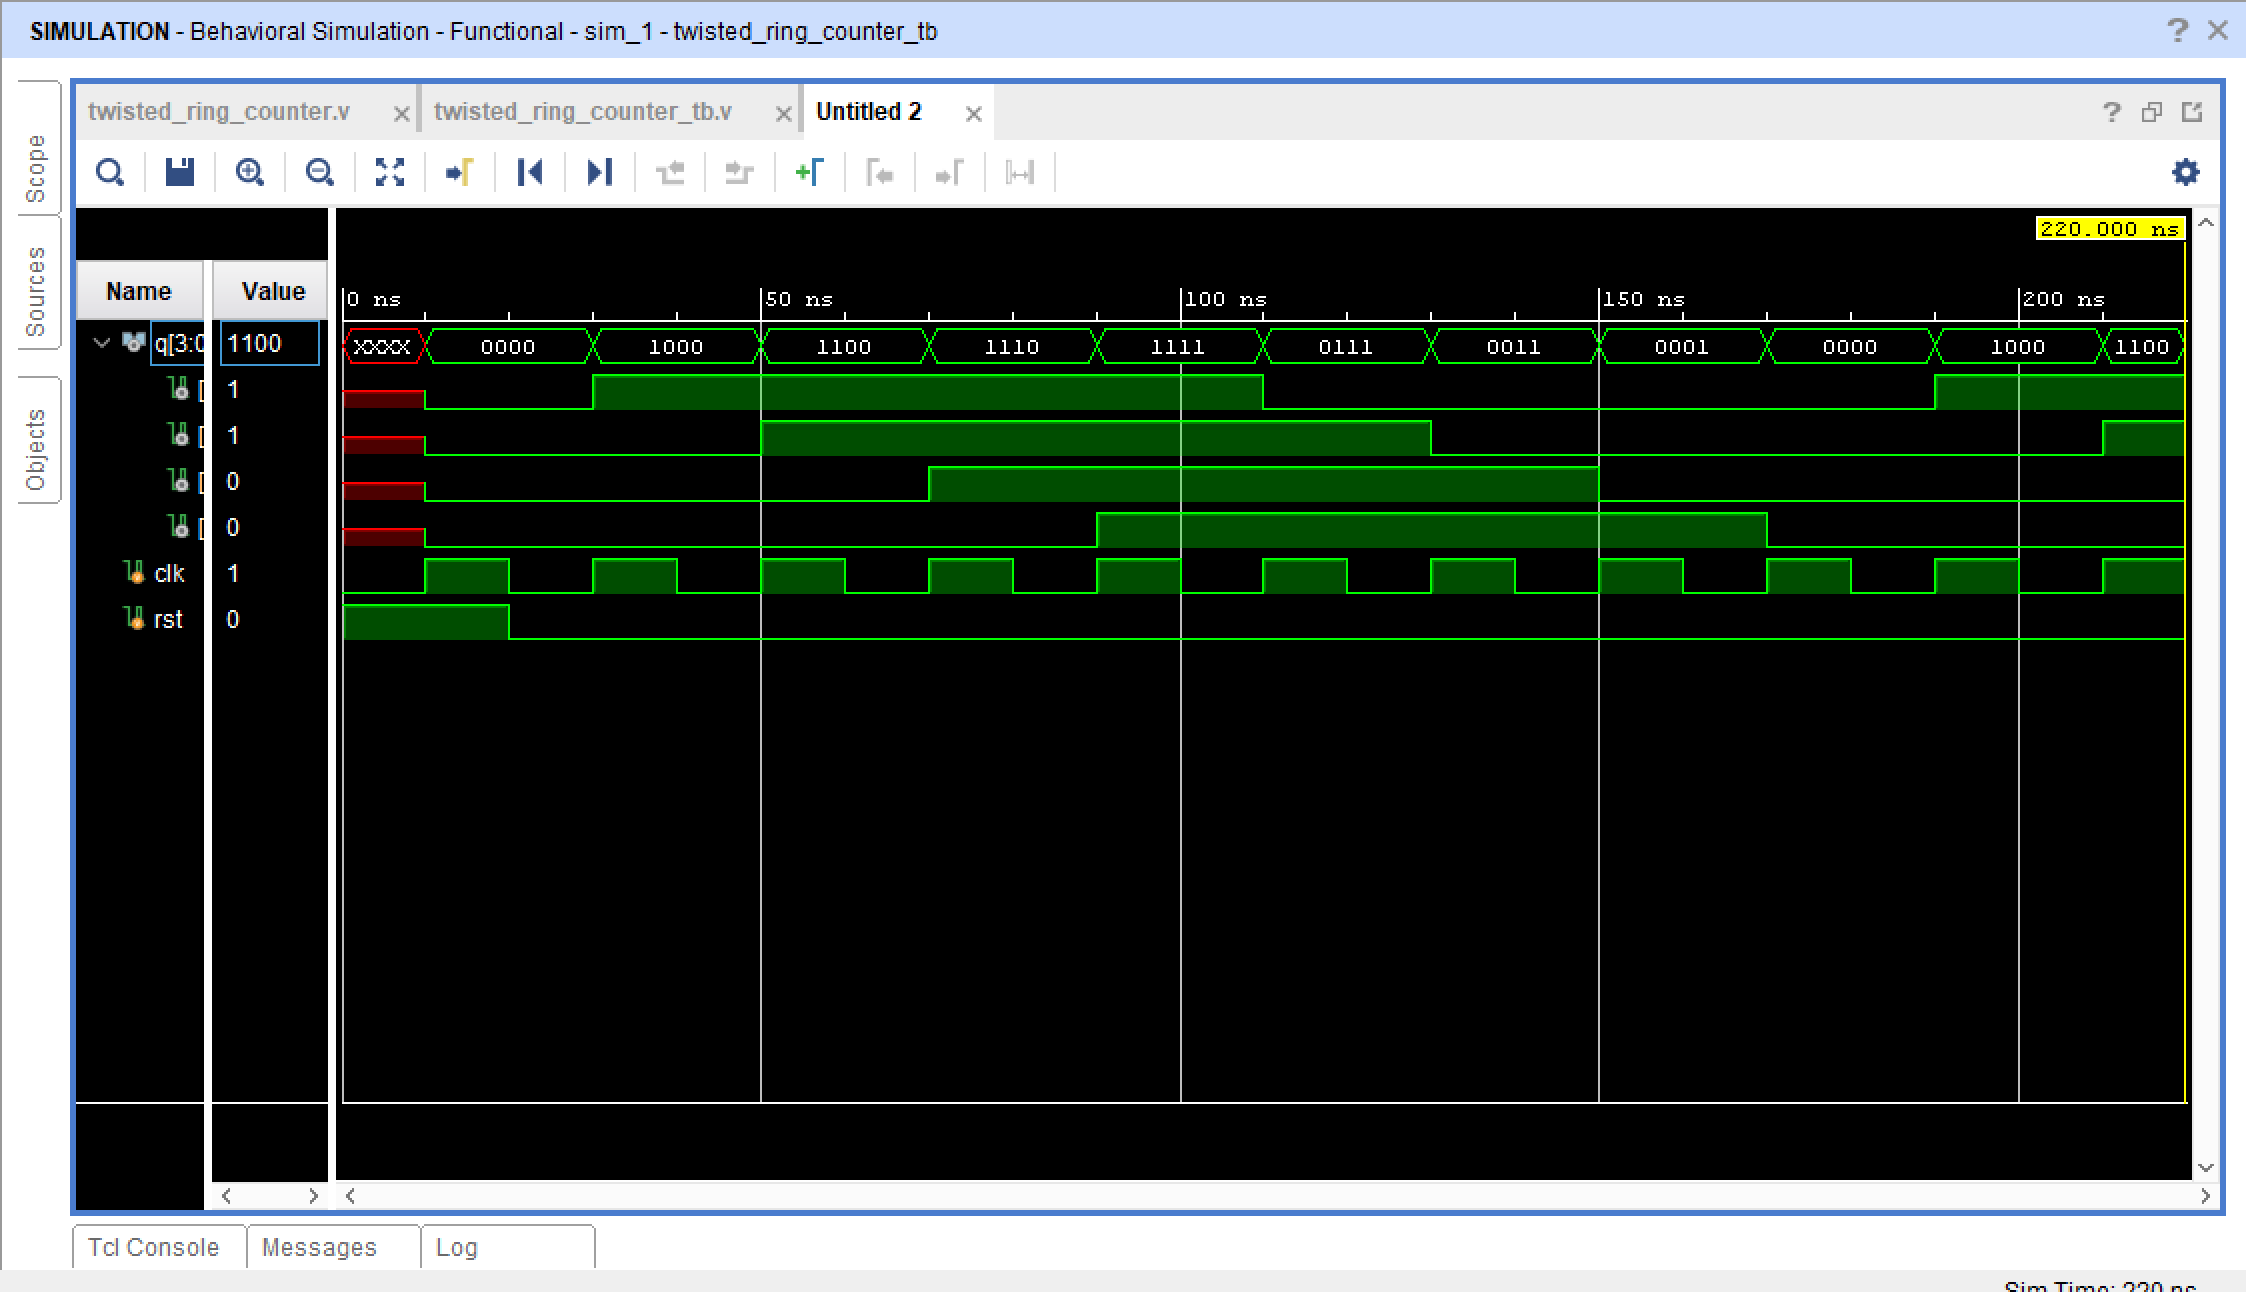 SIMULATION - Behavioral Simulation - Functional - sim_1 - twisted_ring_counter_tb
Scope
Sources
Objects
twisted_ring_counter.v
twisted_ring_counter_tb.v
Untitled 2
220.000 ns
Name Value
0 ns 50 ns 100 ns 150 ns 200 ns
q[3:0 1100 XXXX 0000 1000 1100 1110 1111 0111 0011 0001 0000 1000 1100
[ 1
[ 1
[ 0
[ 0
clk 1
rst 0
Tcl Console Messages Log
Sim Time: 220 ns